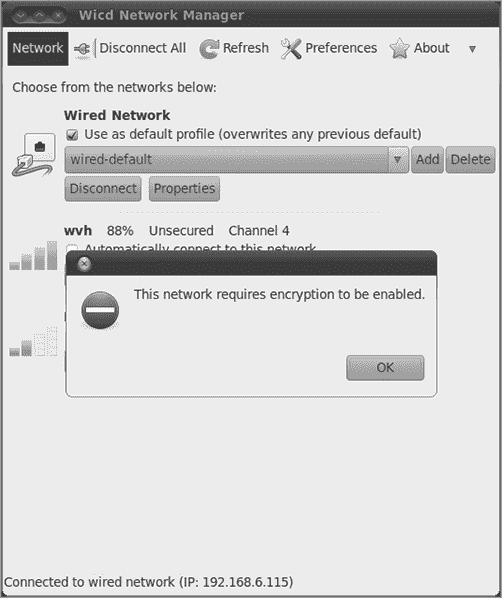 Wicd Network Manager
Network Disconnect All Refresh Preferences About
Choose from the networks below:
Wired Network
Use as default profile (overwrites any previous default)
wired-default Add Delete
Disconnect Properties
wvh 88% Unsecured Channel 4
Automatically connect to this network
This network requires encryption to be enabled.
OK
Connected to wired network (IP: 192.168.6.115)